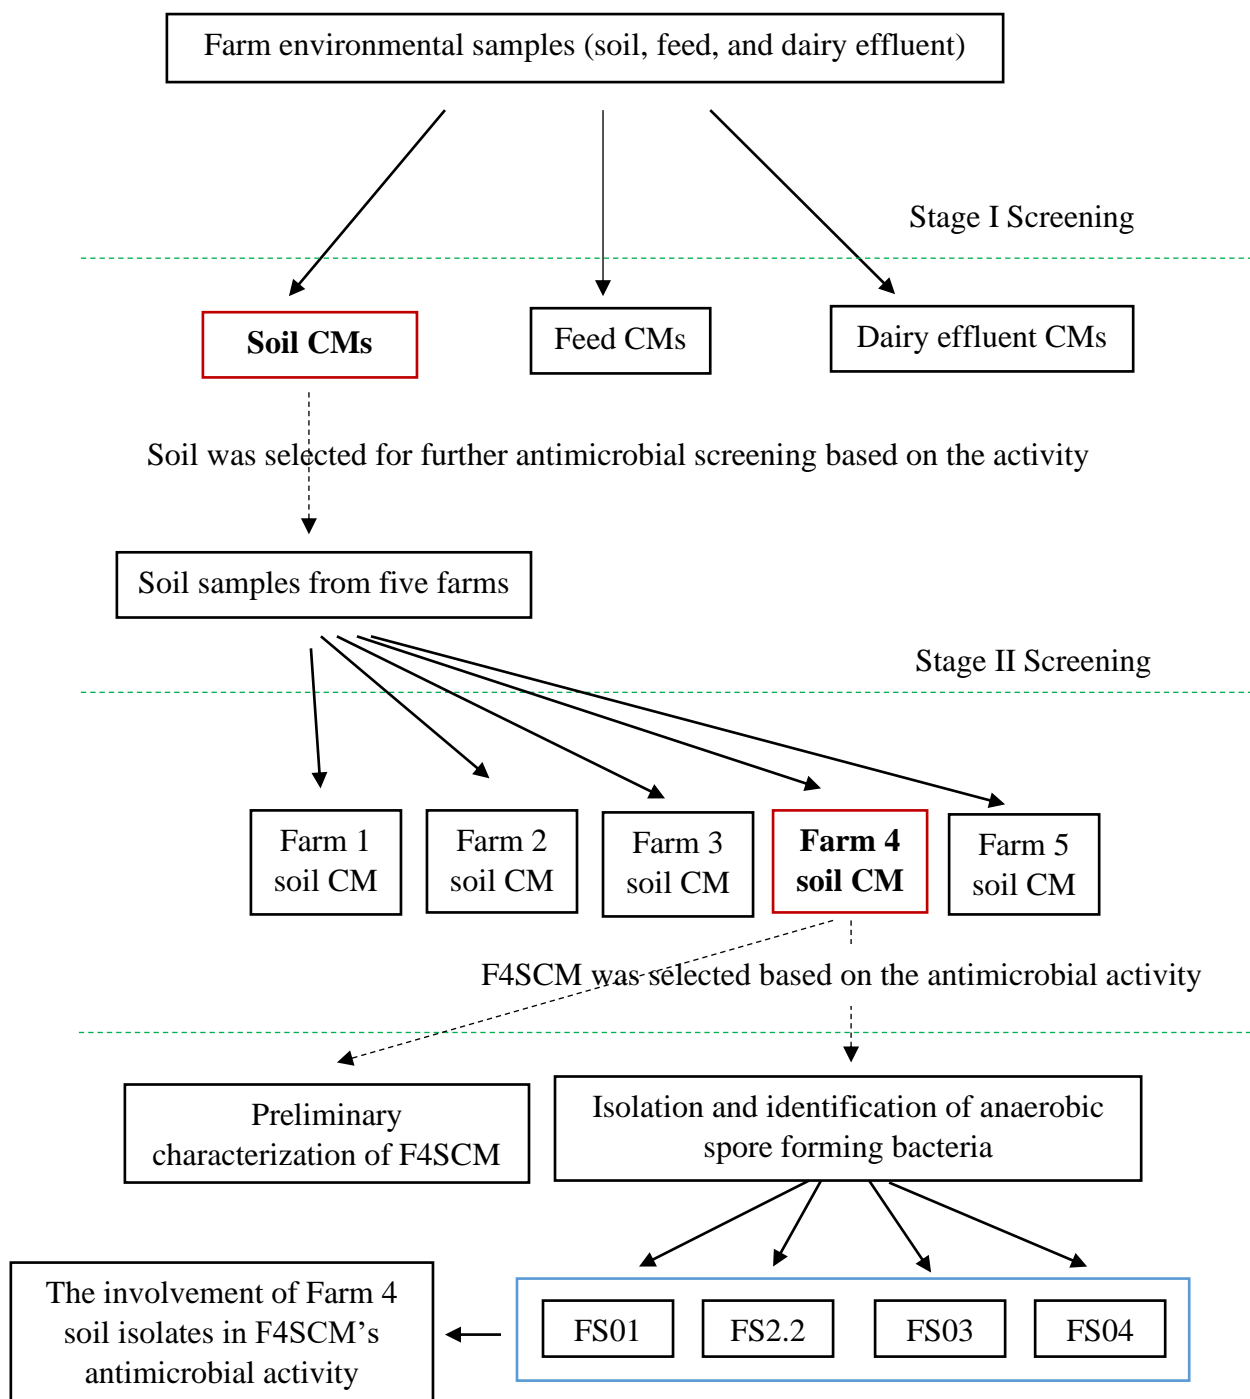 Farm environmental samples (soil, feed, and dairy effluent)
Stage I Screening
Soil CMs
Feed CMs
Dairy effluent CMs
Soil was selected for further antimicrobial screening based on the activity
Soil samples from five farms
Stage II Screening
Farm 1
soil CM
Farm 2
soil CM
Farm 3
soil CM
Farm 4
soil CM
Farm 5
soil CM
F4SCM was selected based on the antimicrobial activity
Preliminary
characterization of F4SCM
Isolation and identification of anaerobic
spore forming bacteria
The involvement of Farm 4
soil isolates in F4SCM’s
antimicrobial activity
FS01
FS2.2
FS03
FS04